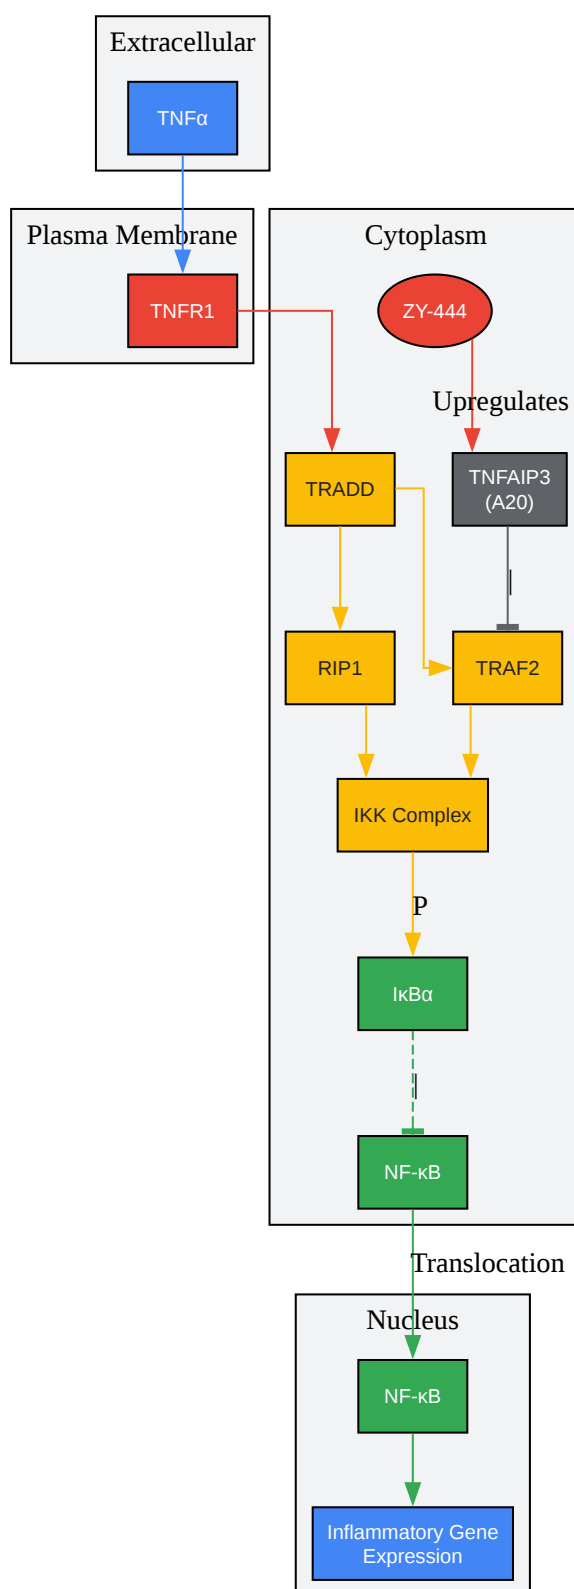 Extracellular
TNFα
Plasma Membrane
Cytoplasm
TNFR1
ZY-444
Upregulates
TRADD
TNFAIP3
(A20)
|
RIP1
TRAF2
IKK Complex
P
IκBα
|
NF-κB
Translocation
Nucleus
NF-κB
Inflammatory Gene
Expression